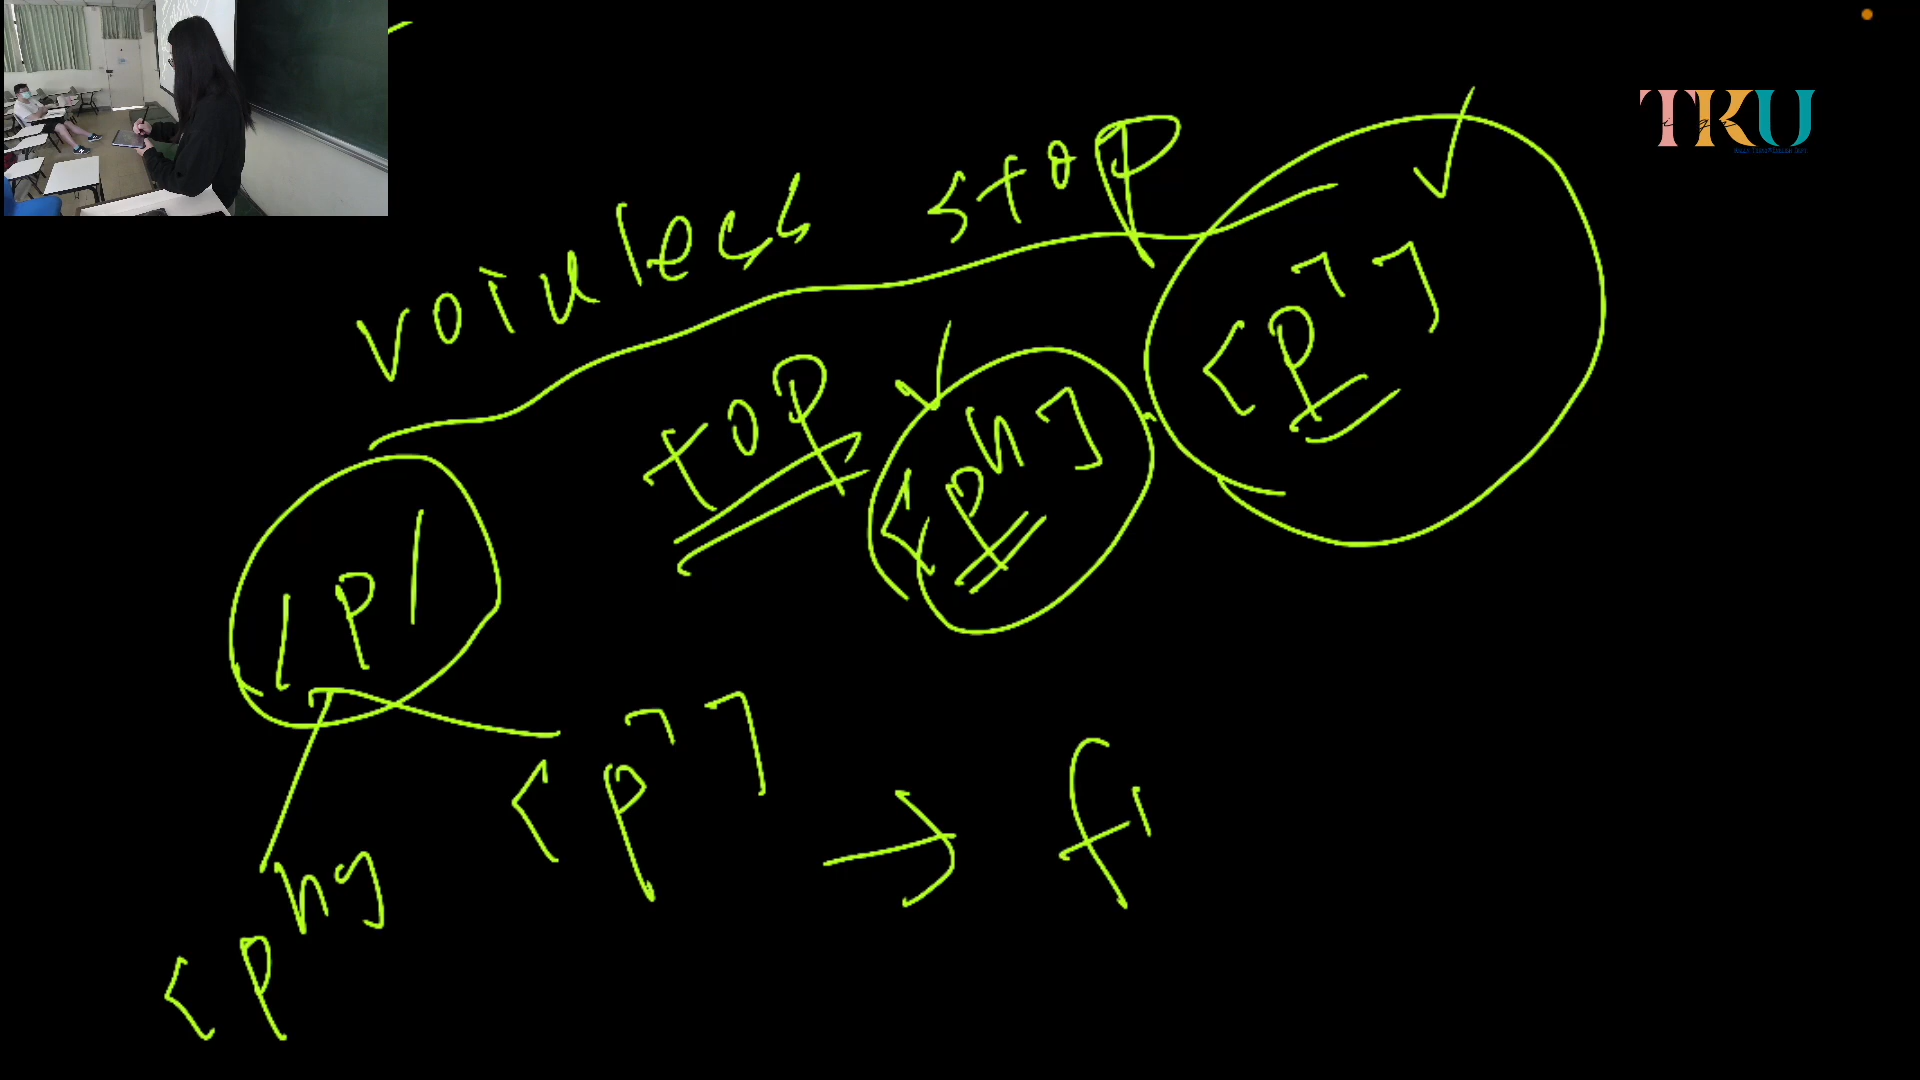 TKU
voiceless stop
top [pʰ] [p̚]
/p/
[p̚] → fi
[pʰ]